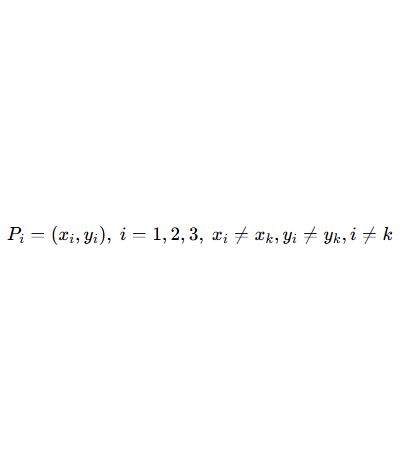 P_i = (x_i, y_i), i = 1, 2, 3, x_i ≠ x_k, y_i ≠ y_k, i ≠ k